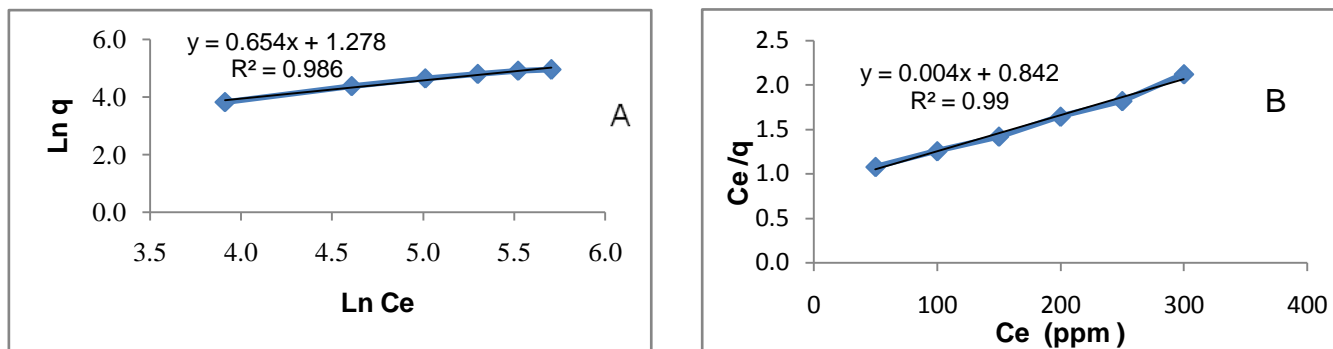 6.0
4.0
2.0
0.0
Ln q
y = 0.654x + 1.278
R² = 0.986
A
3.5 4.0 4.5 5.0 5.5 6.0
Ln Ce
2.5
2.0
1.5
1.0
0.5
0.0
Ce /q
y = 0.004x + 0.842
R² = 0.99
B
0 100 200 300 400
Ce (ppm )